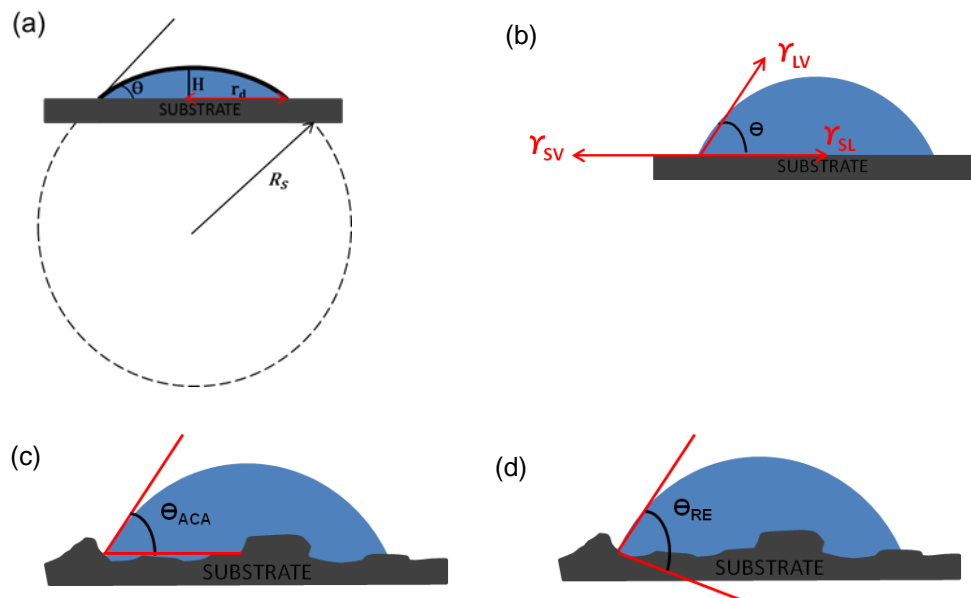 (a)
Θ
H
r_d
SUBSTRATE
R_S
(b)
γ_LV
Θ
γ_SV
γ_SL
SUBSTRATE
(c)
Θ_ACA
SUBSTRATE
(d)
Θ_RE
SUBSTRATE